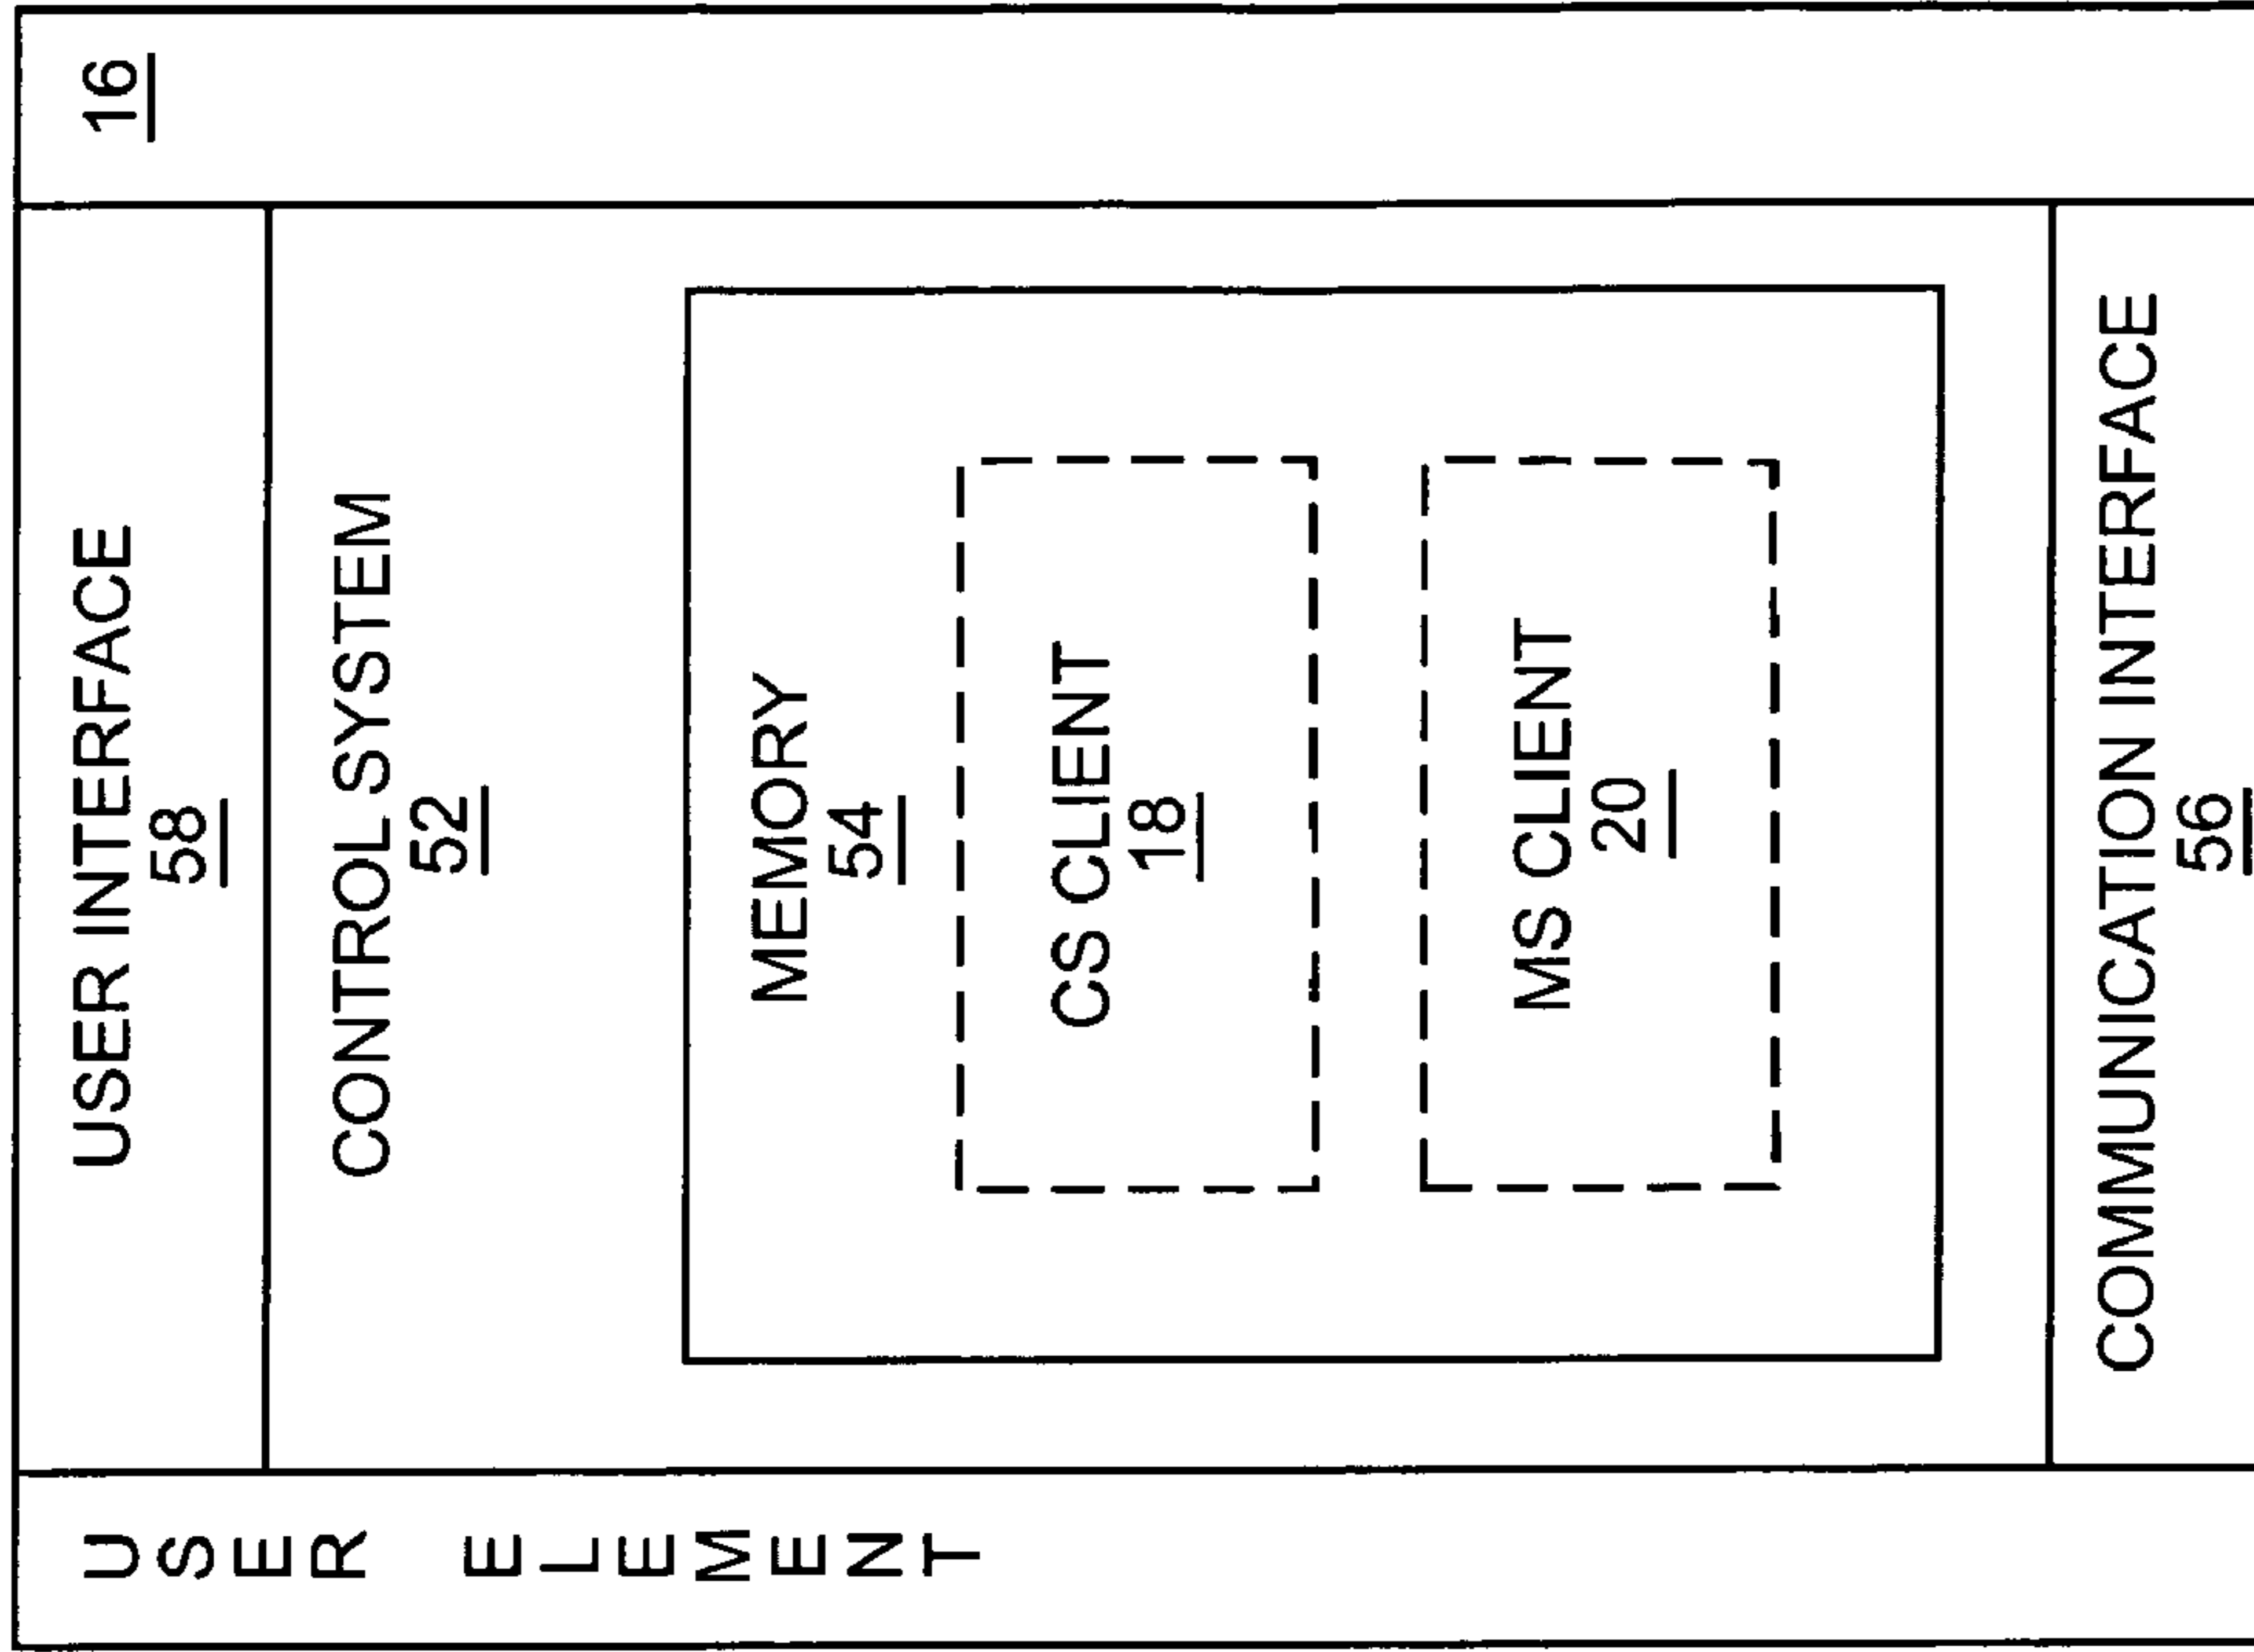 USER ELEMENT
16
USER INTERFACE
58
CONTROL SYSTEM
52
MEMORY
54
CS CLIENT
18
MS CLIENT
20
COMMUNICATION INTERFACE
56